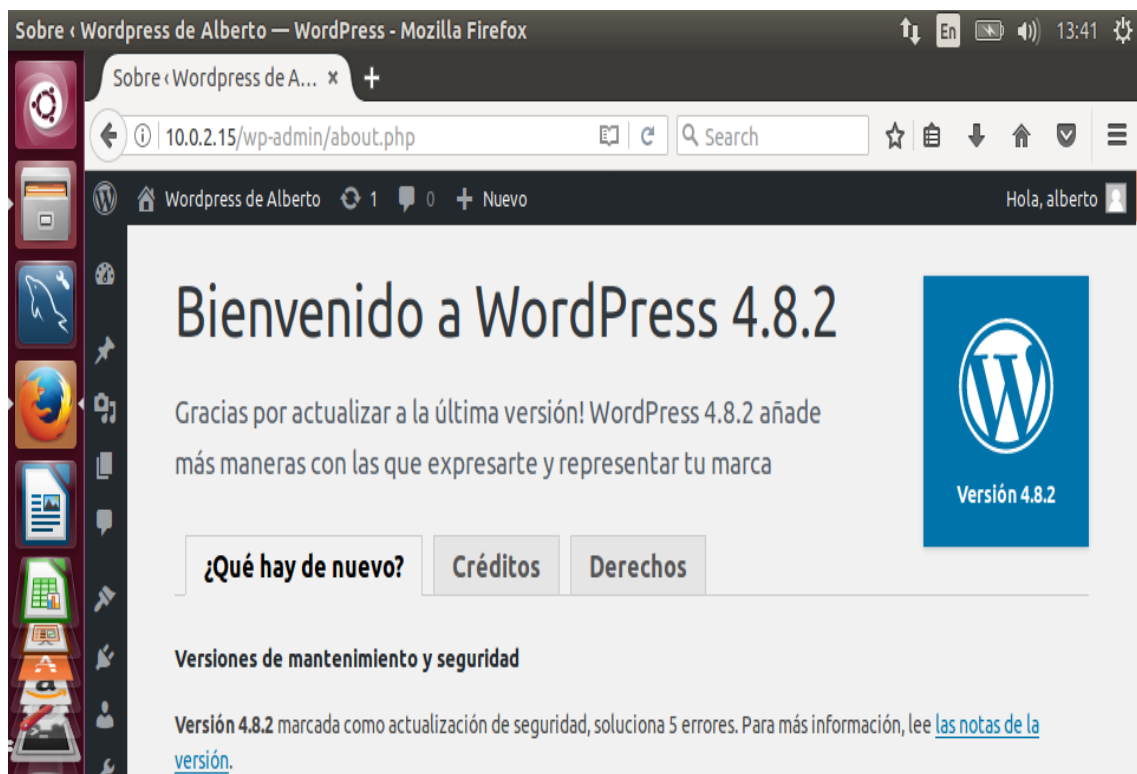 Sobre ‹ Wordpress de Alberto — WordPress - Mozilla Firefox
En
13:41
Sobre ‹ Wordpress de A... ×
10.0.2.15/wp-admin/about.php
Search
Wordpress de Alberto 1 0 + Nuevo
Hola, alberto
Bienvenido a WordPress 4.8.2
Gracias por actualizar a la última versión! WordPress 4.8.2 añade
más maneras con las que expresarte y representar tu marca
Versión 4.8.2
¿Qué hay de nuevo? Créditos Derechos
Versiones de mantenimiento y seguridad
Versión 4.8.2 marcada como actualización de seguridad, soluciona 5 errores. Para más información, lee las notas de la
versión.